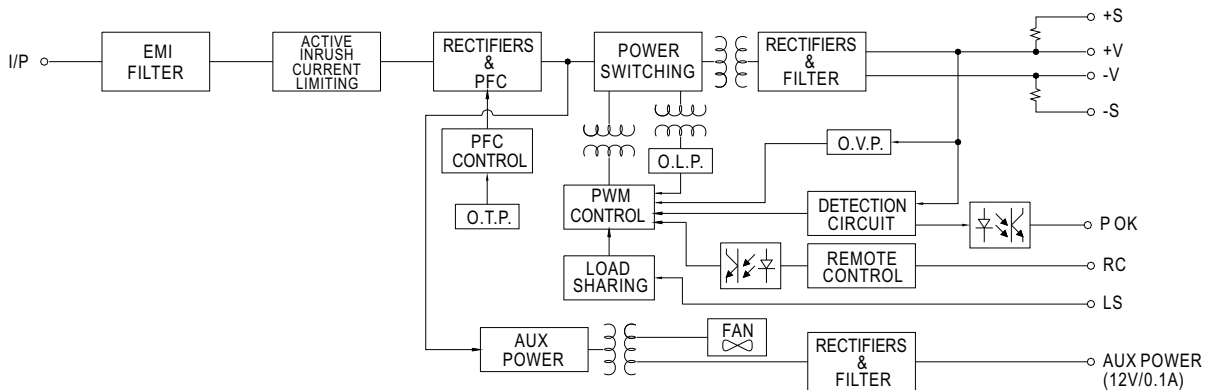 I/P
EMI
FILTER
ACTIVE
INRUSH
CURRENT
LIMITING
RECTIFIERS
&
PFC
POWER
SWITCHING
RECTIFIERS
&
FILTER
+S
+V
-V
-S
PFC
CONTROL
O.L.P.
O.V.P.
O.T.P.
PWM
CONTROL
DETECTION
CIRCUIT
P OK
LOAD
SHARING
REMOTE
CONTROL
RC
LS
AUX
POWER
FAN
RECTIFIERS
&
FILTER
AUX POWER
(12V/0.1A)